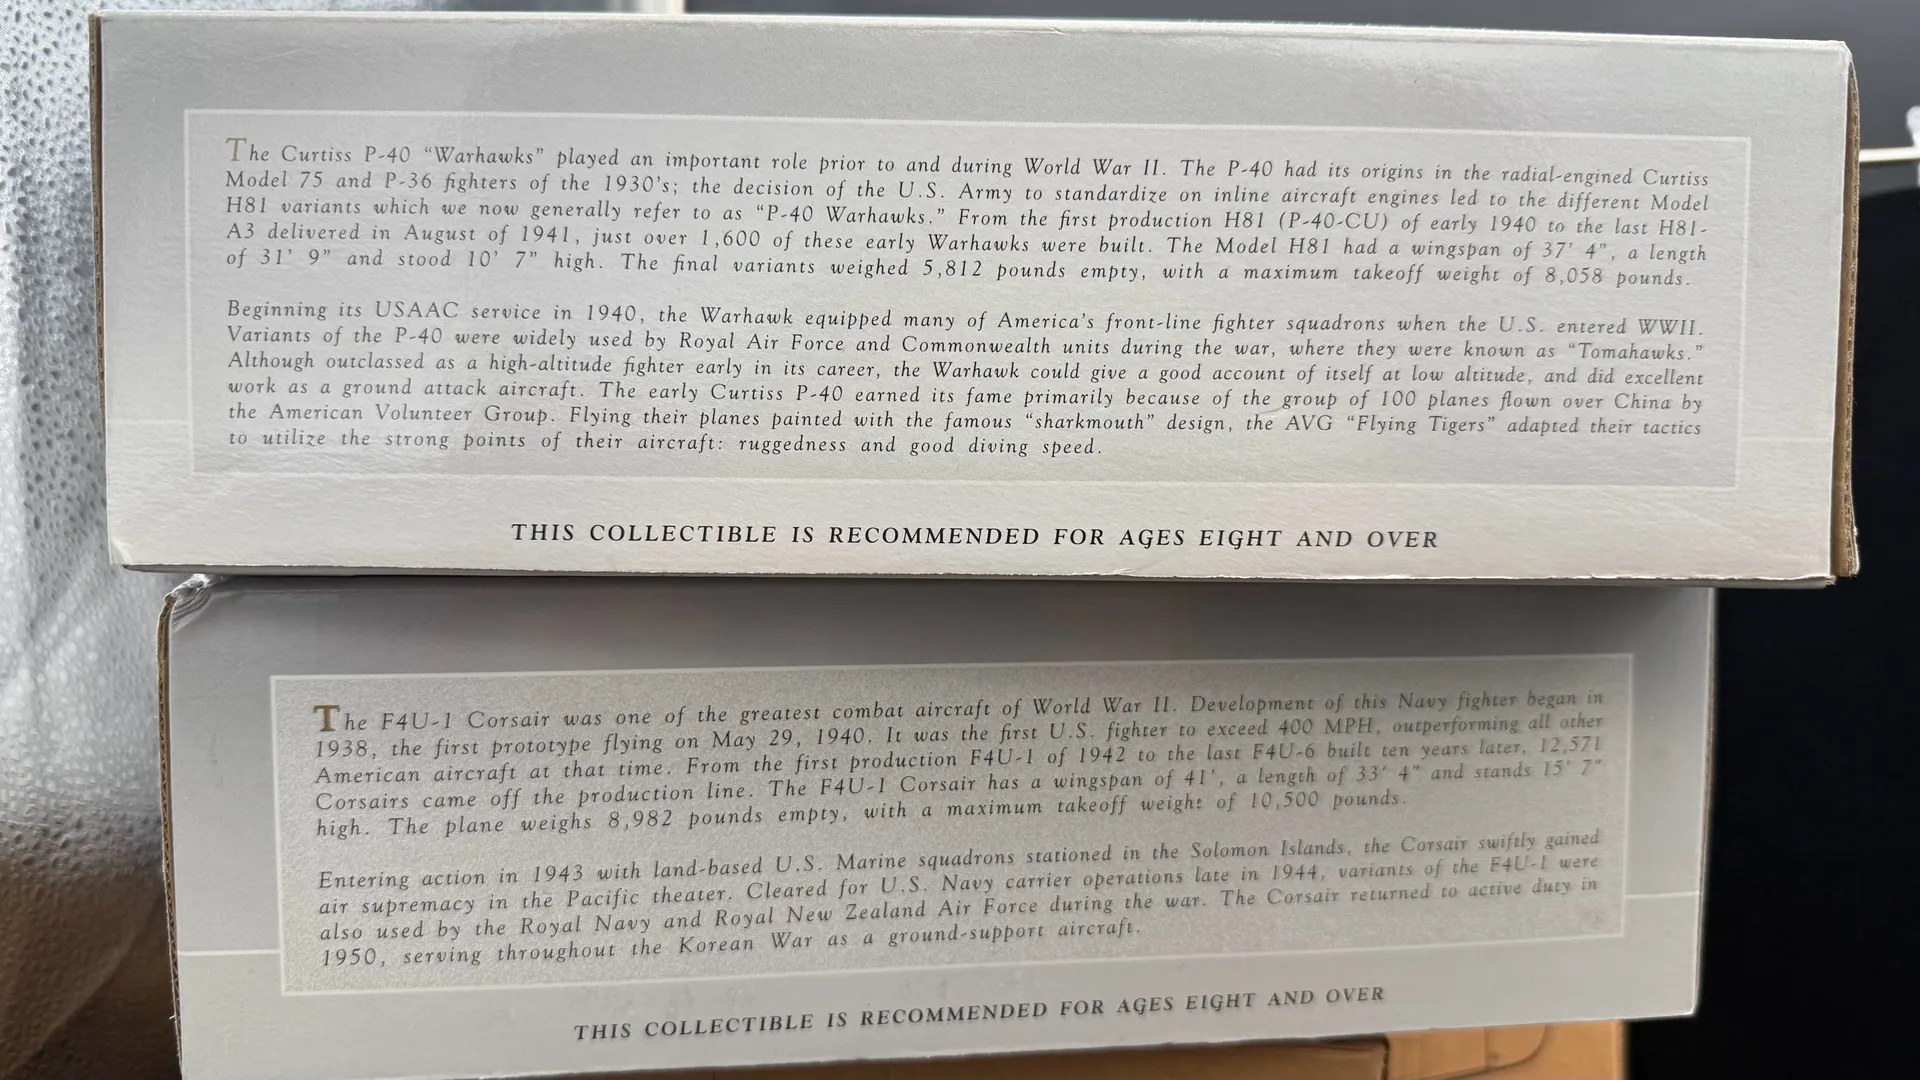 The Curtiss P-40 “Warhawks” played an important role prior to and during World War II. The P-40 had its origins in the radial-engined Curtiss
Model 75 and P-36 fighters of the 1930’s; the decision of the U.S. Army to standardize on inline aircraft engines led to the different Model
H81 variants which we now generally refer to as “P-40 Warhawks.” From the first production H81 (P-40-CU) of early 1940 to the last H81-
A3 delivered in August of 1941, just over 1,600 of these early Warhawks were built. The Model H81 had a wingspan of 37’ 4”, a length
of 31’ 9” and stood 10’ 7” high. The final variants weighed 5,812 pounds empty, with a maximum takeoff weight of 8,058 pounds.
Beginning its USAAC service in 1940, the Warhawk equipped many of America’s front-line fighter squadrons when the U.S. entered WWII.
Variants of the P-40 were widely used by Royal Air Force and Commonwealth units during the war, where they were known as “Tomahawks.”
Although outclassed as a high-altitude fighter early in its career, the Warhawk could give a good account of itself at low altitude, and did excellent
work as a ground attack aircraft. The early Curtiss P-40 earned its fame primarily because of the group of 100 planes flown over China by
the American Volunteer Group. Flying their planes painted with the famous “sharkmouth” design, the AVG “Flying Tigers” adapted their tactics
to utilize the strong points of their aircraft: ruggedness and good diving speed.
THIS COLLECTIBLE IS RECOMMENDED FOR AGES EIGHT AND OVER
The F4U-1 Corsair was one of the greatest combat aircraft of World War II. Development of this Navy fighter began in
1938, the first prototype flying on May 29, 1940. It was the first U.S. fighter to exceed 400 MPH, outperforming all other
American aircraft at that time. From the first production F4U-1 of 1942 to the last F4U-6 built ten years later, 12,571
Corsairs came off the production line. The F4U-1 Corsair has a wingspan of 41', a length of 33' 4" and stands 15' 7"
high. The plane weighs 8,982 pounds empty, with a maximum takeoff weight of 10,500 pounds.
Entering action in 1943 with land-based U.S. Marine squadrons stationed in the Solomon Islands, the Corsair swiftly gained
air supremacy in the Pacific theater. Cleared for U.S. Navy carrier operations late in 1944, variants of the F4U-1 were
also used by the Royal Navy and Royal New Zealand Air Force during the war. The Corsair returned to active duty in
1950, serving throughout the Korean War as a ground-support aircraft.
THIS COLLECTIBLE IS RECOMMENDED FOR AGES EIGHT AND OVER